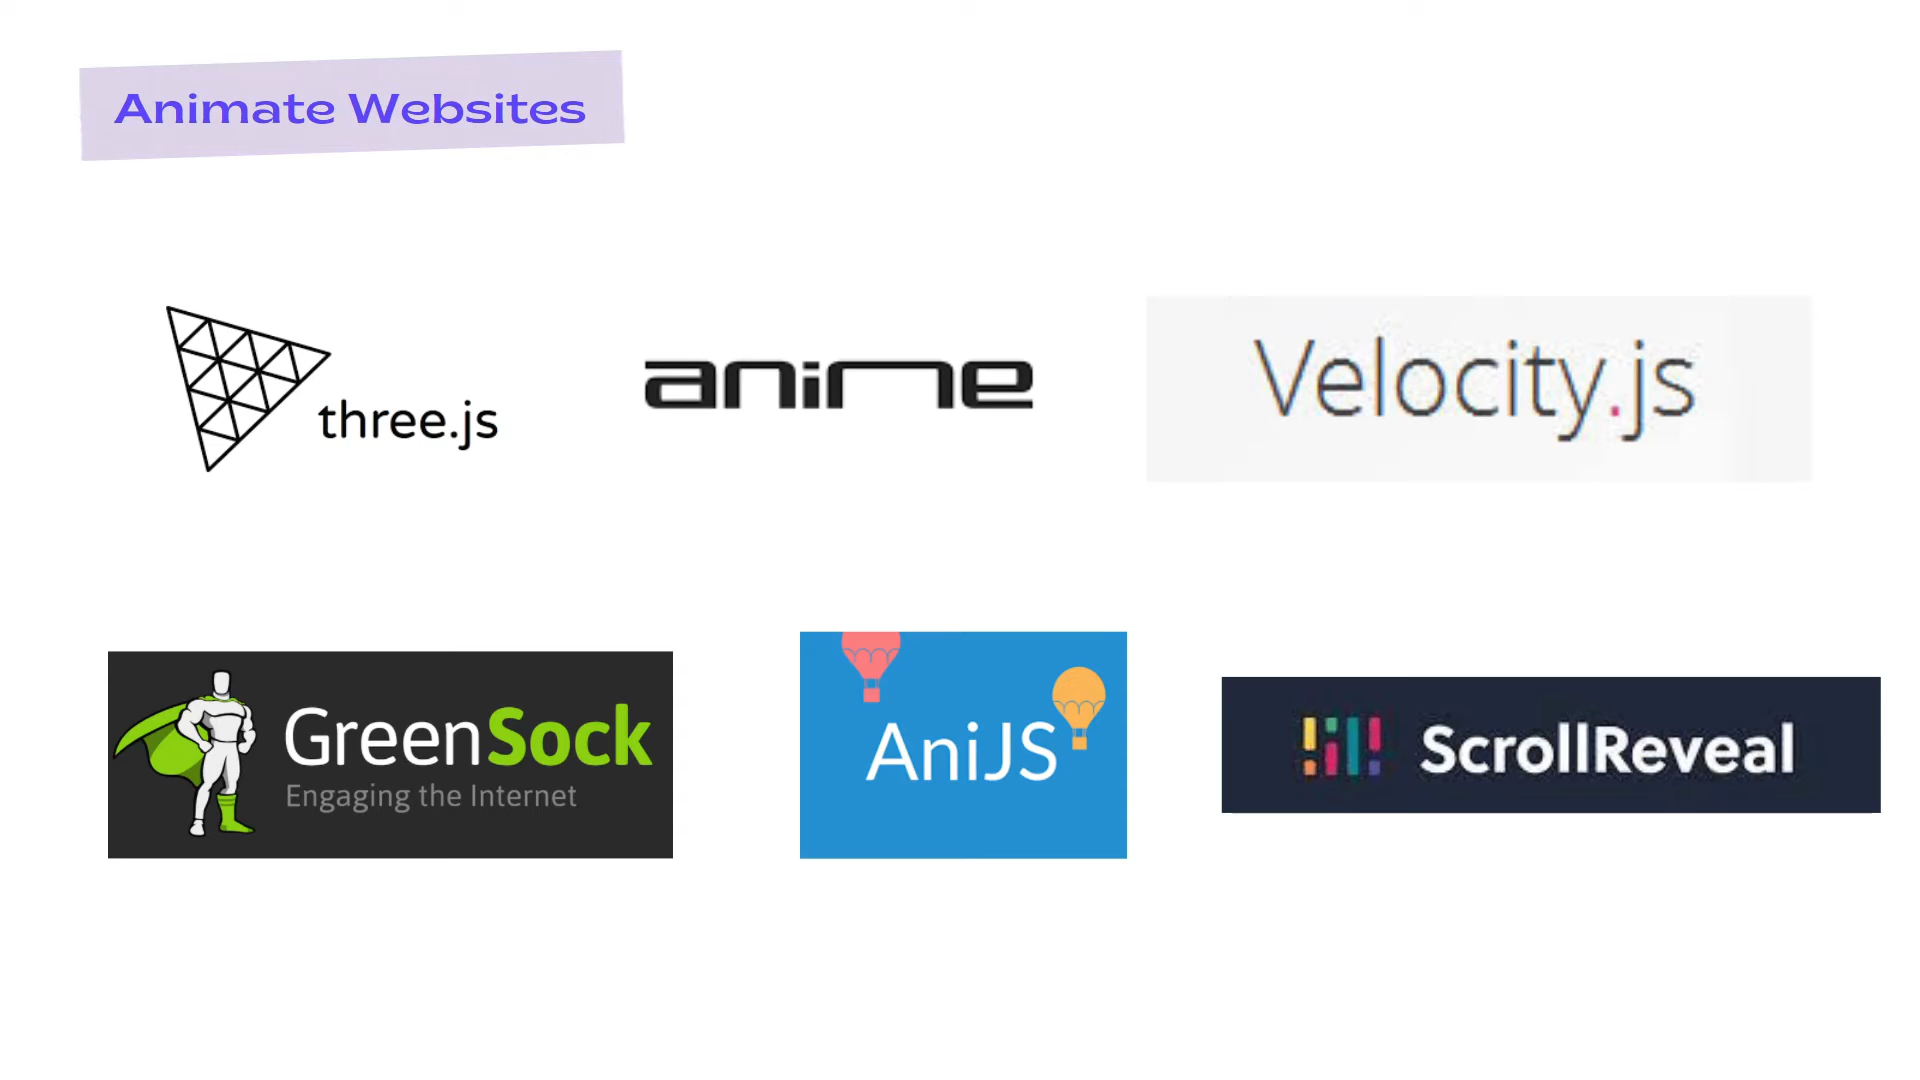 Animate Websites
three.js
anime
Velocity.js
GreenSock
Engaging the Internet
AniJS
ScrollReveal